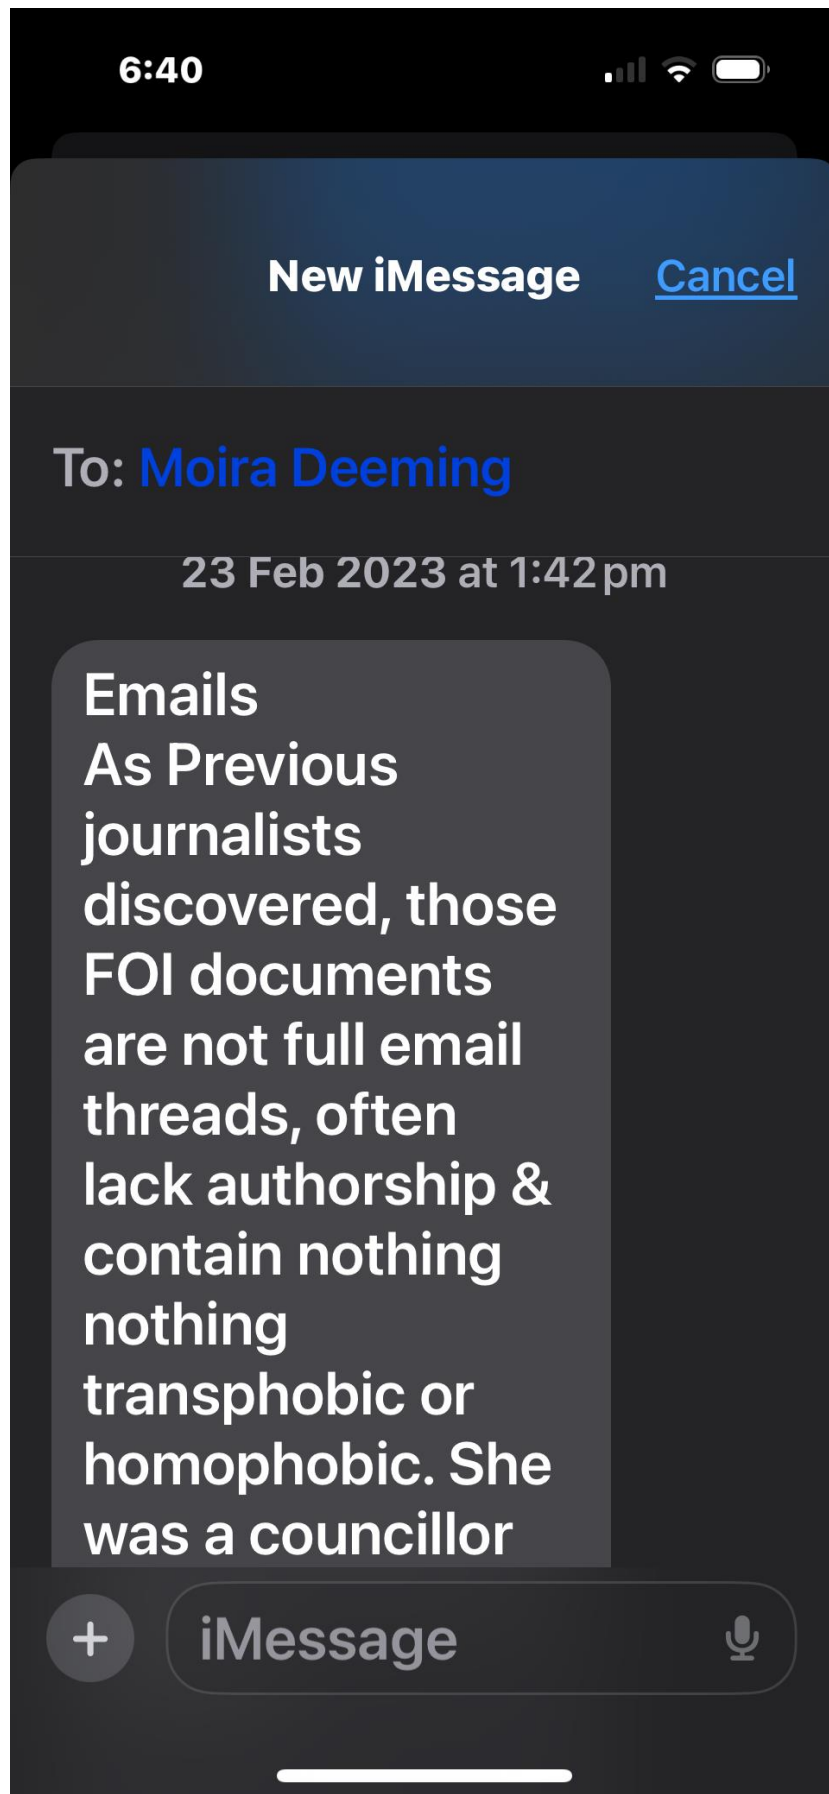 6:40
New iMessage Cancel
To: Moira Deeming
23 Feb 2023 at 1:42 pm
Emails
As Previous
journalists
discovered, those
FOI documents
are not full email
threads, often
lack authorship &
contain nothing
nothing
transphobic or
homophobic. She
was a councillor
iMessage